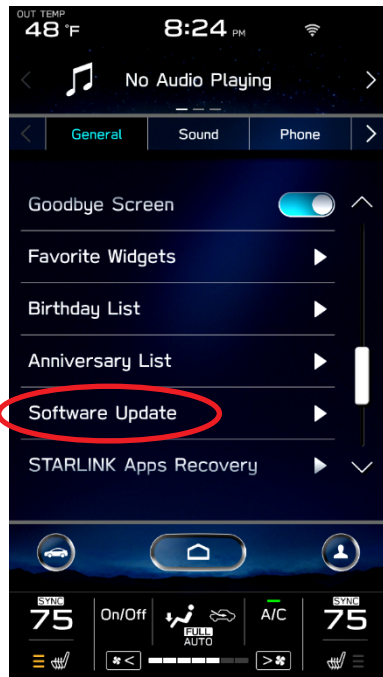 OUT TEMP
48 °F 8:24 PM
No Audio Playing
General Sound Phone
Goodbye Screen
Favorite Widgets
Birthday List
Anniversary List
Software Update
STARLINK Apps Recovery
SYNC SYNC
75 On/Off A/C 75
FULL
AUTO
< >